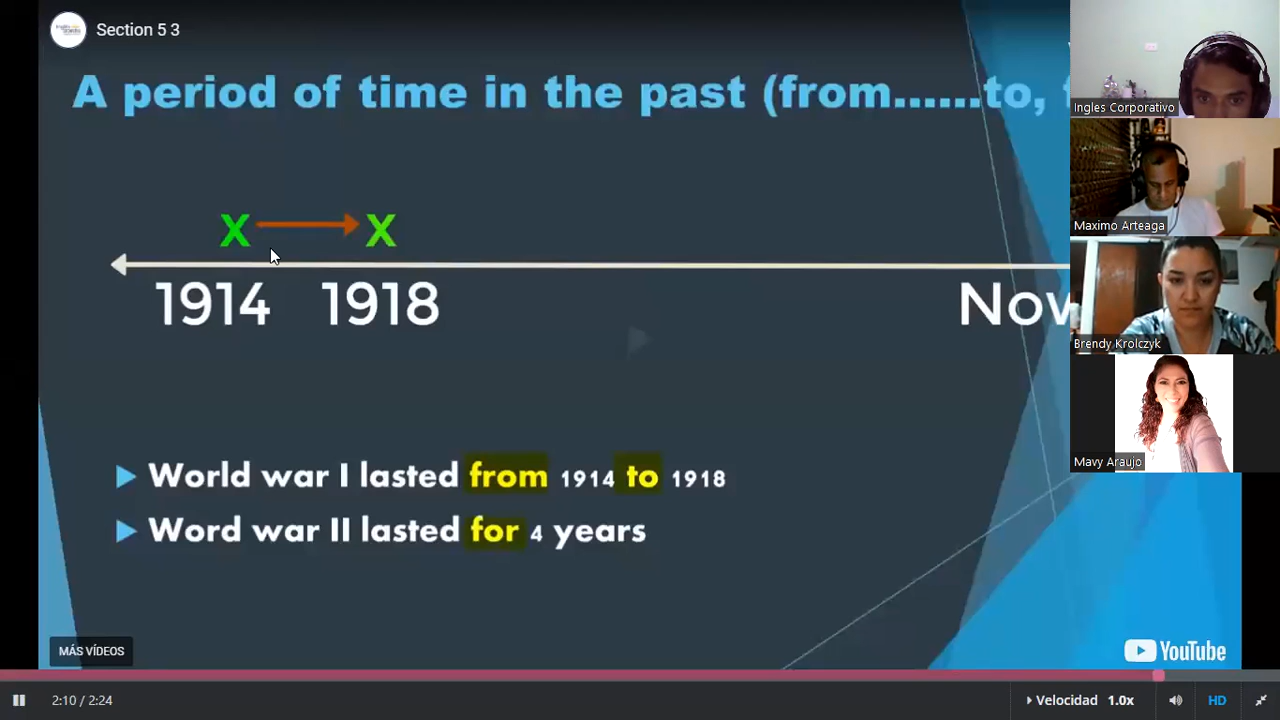 Section 5 3
A period of time in the past (from......to,
X X
1914 1918 Now
World war I lasted from 1914 to 1918
Word war II lasted for 4 years
MÁS VÍDEOS
YouTube
2:10 / 2:24
Velocidad 1.0x
HD
Ingles Corporativo
Maximo Arteaga
Brendy Krolczyk
Mavy Araujo